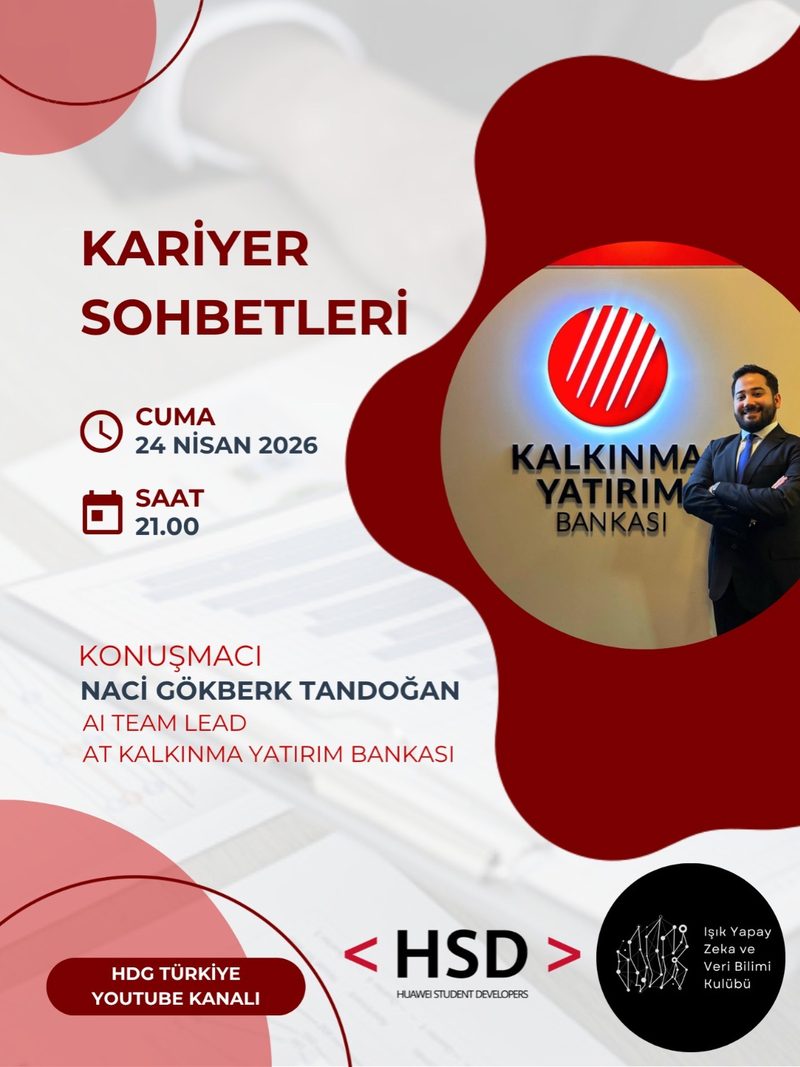 KARİYER
SOHBETLERİ
CUMA
24 NİSAN 2026
SAAT
21.00
KALKINMA
YATIRIM
BANKASI
KONUŞMACI
NACİ GÖKBERK TANDOĞAN
AI TEAM LEAD
AT KALKINMA YATIRIM BANKASI
HDG TÜRKİYE
YOUTUBE KANALI
< HSD >
HUAWEI STUDENT DEVELOPERS
Işık Yapay
Zeka ve
Veri Bilimi
Kulübü